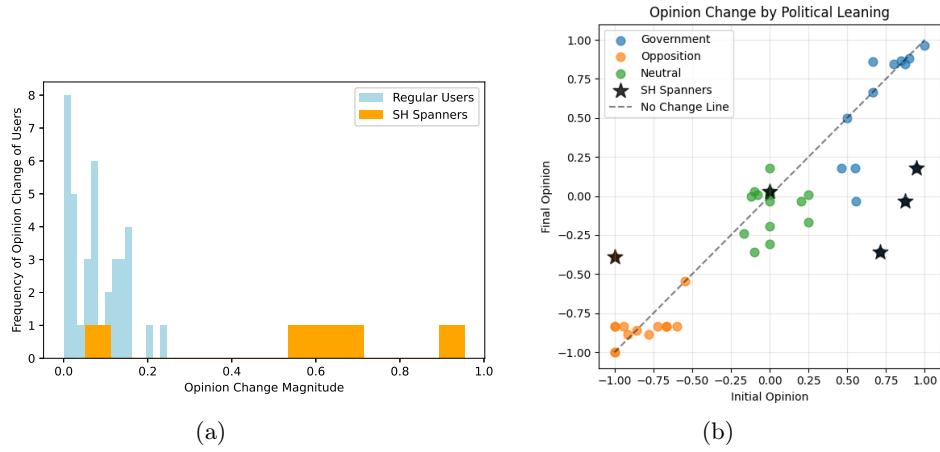 Frequency of Opinion Change of Users
8
7
6
5
4
3
2
1
0
Regular Users
SH Spanners
0.0 0.2 0.4 0.6 0.8 1.0
Opinion Change Magnitude
(a)
Opinion Change by Political Leaning
Final Opinion
1.00
0.75
0.50
0.25
0.00
−0.25
−0.50
−0.75
−1.00
Government
Opposition
Neutral
SH Spanners
No Change Line
−1.00 −0.75 −0.50 −0.25 0.00 0.25 0.50 0.75 1.00
Initial Opinion
(b)